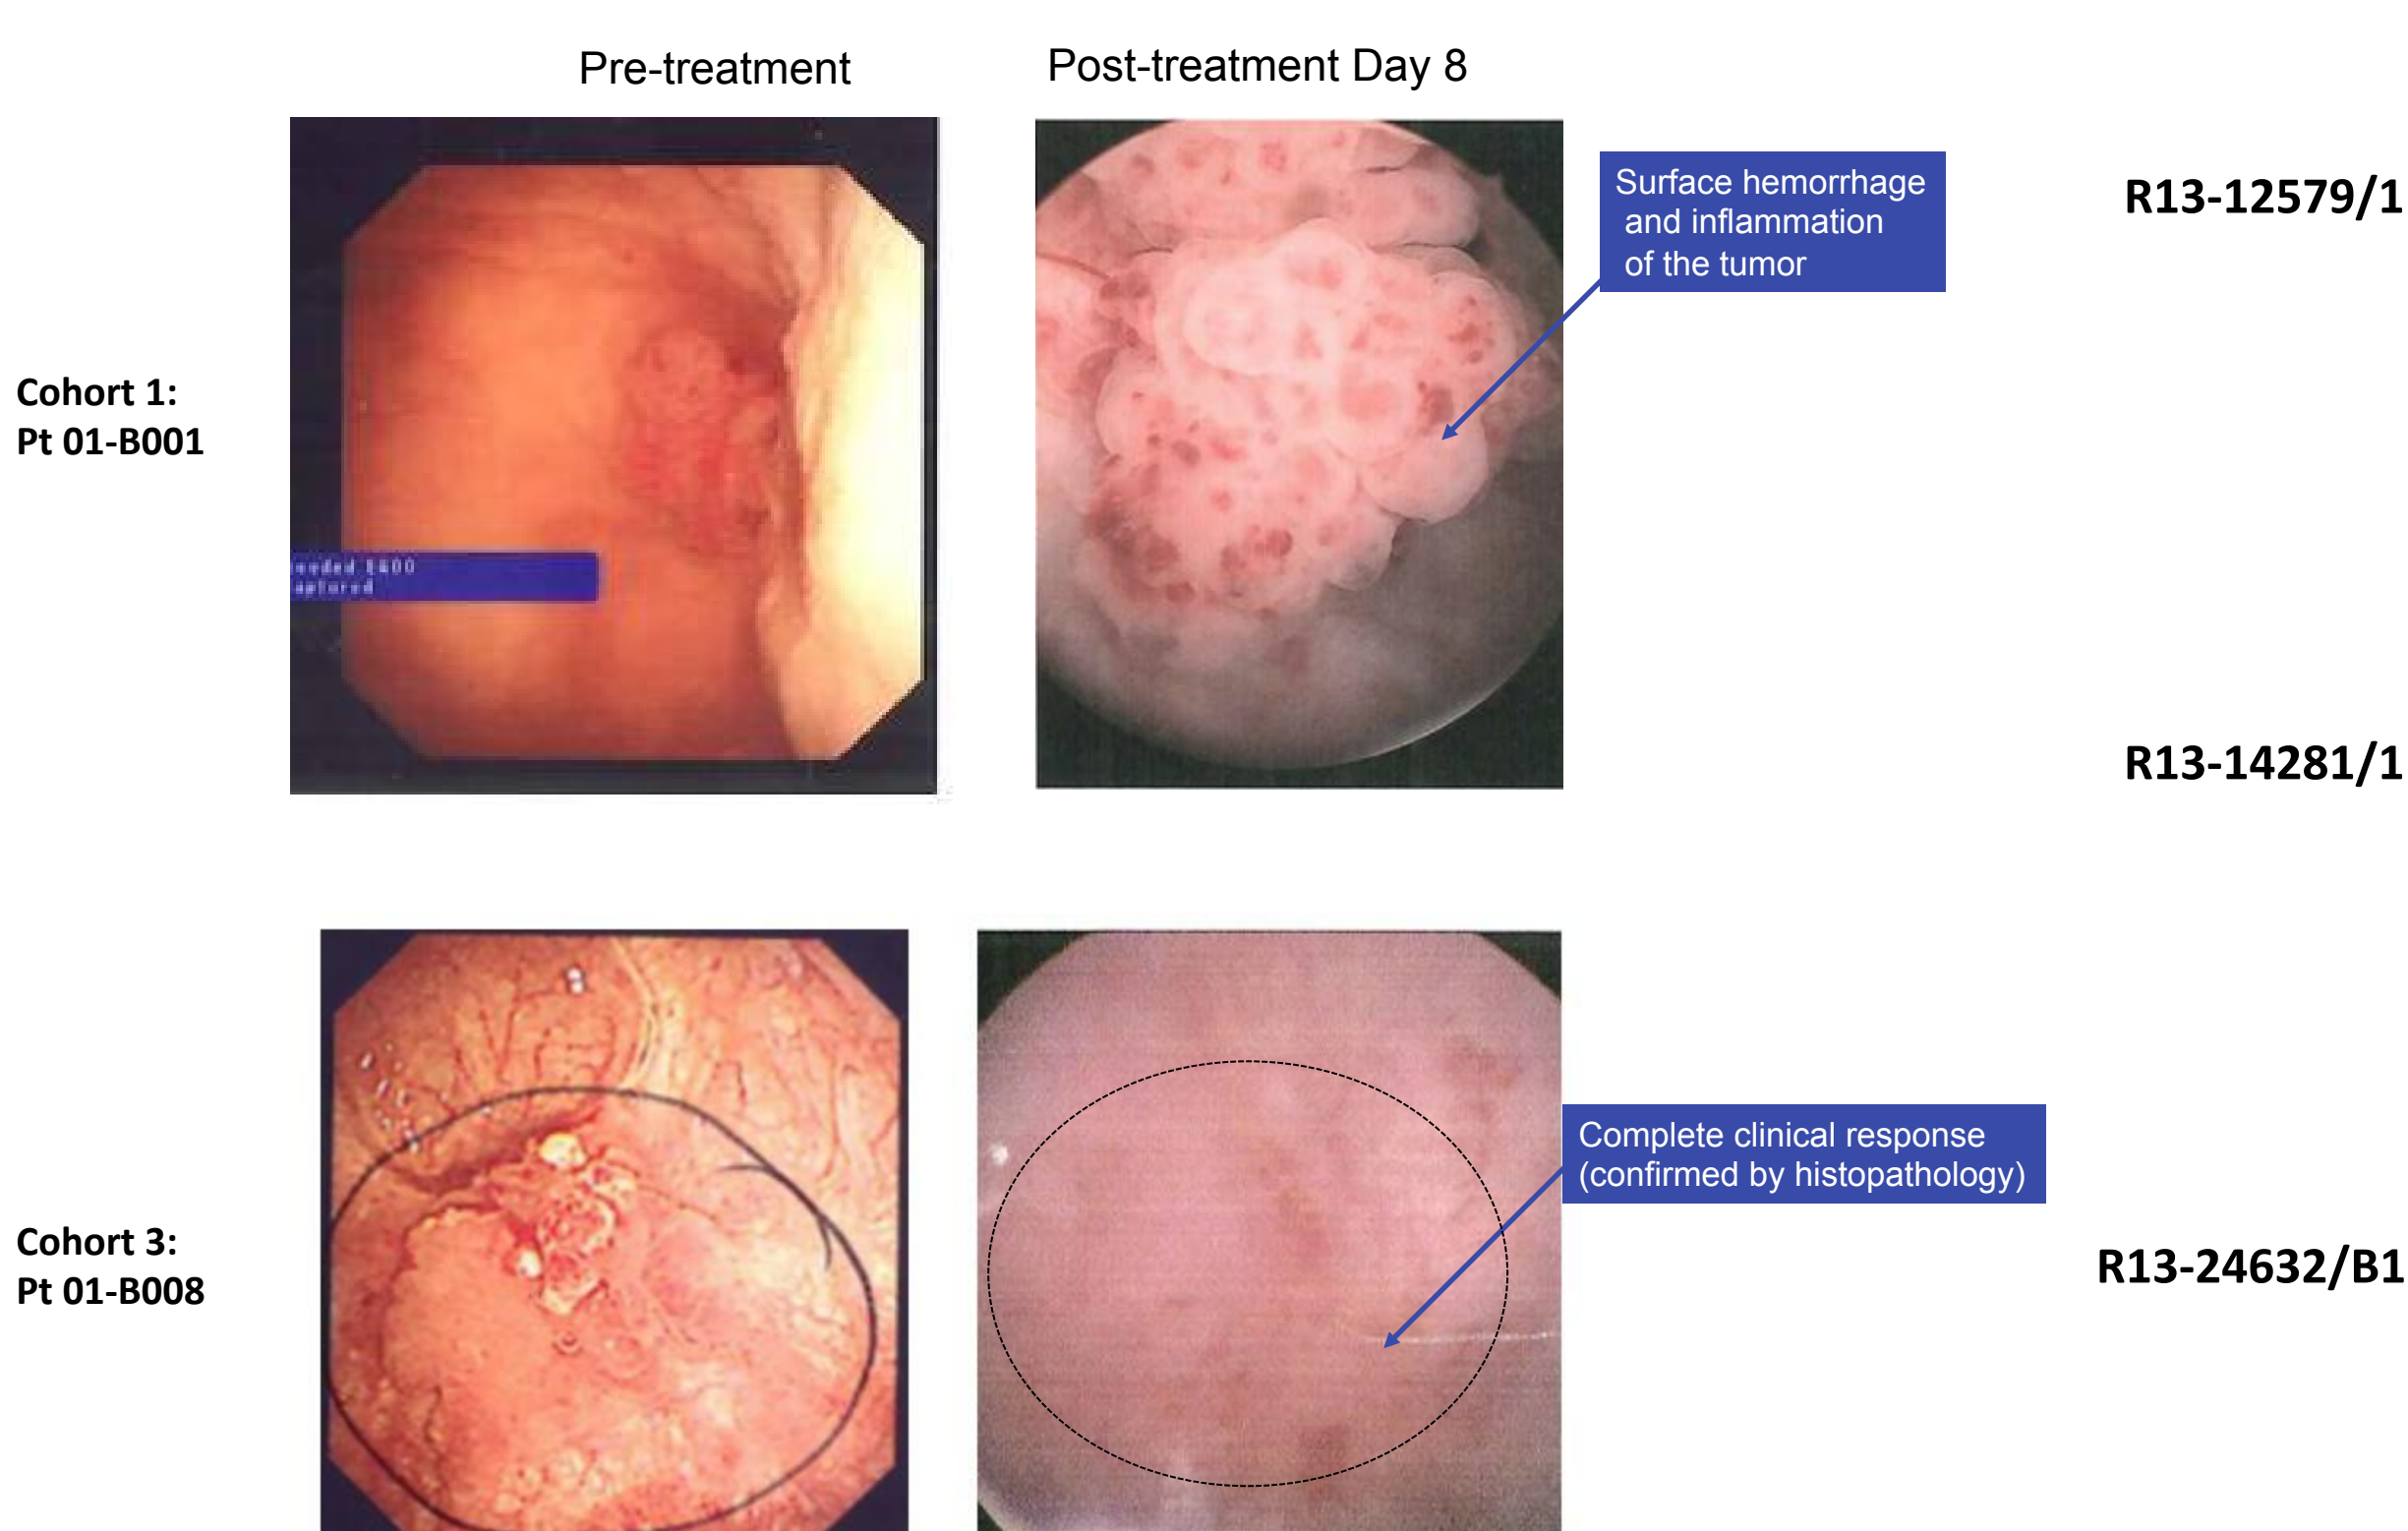 Pre-treatment
Post-treatment Day 8
Surface hemorrhage
and inflammation
of the tumor
R13-12579/1
Cohort 1:
Pt 01-B001
R13-14281/1
Complete clinical response
(confirmed by histopathology)
Cohort 3:
Pt 01-B008
R13-24632/B1